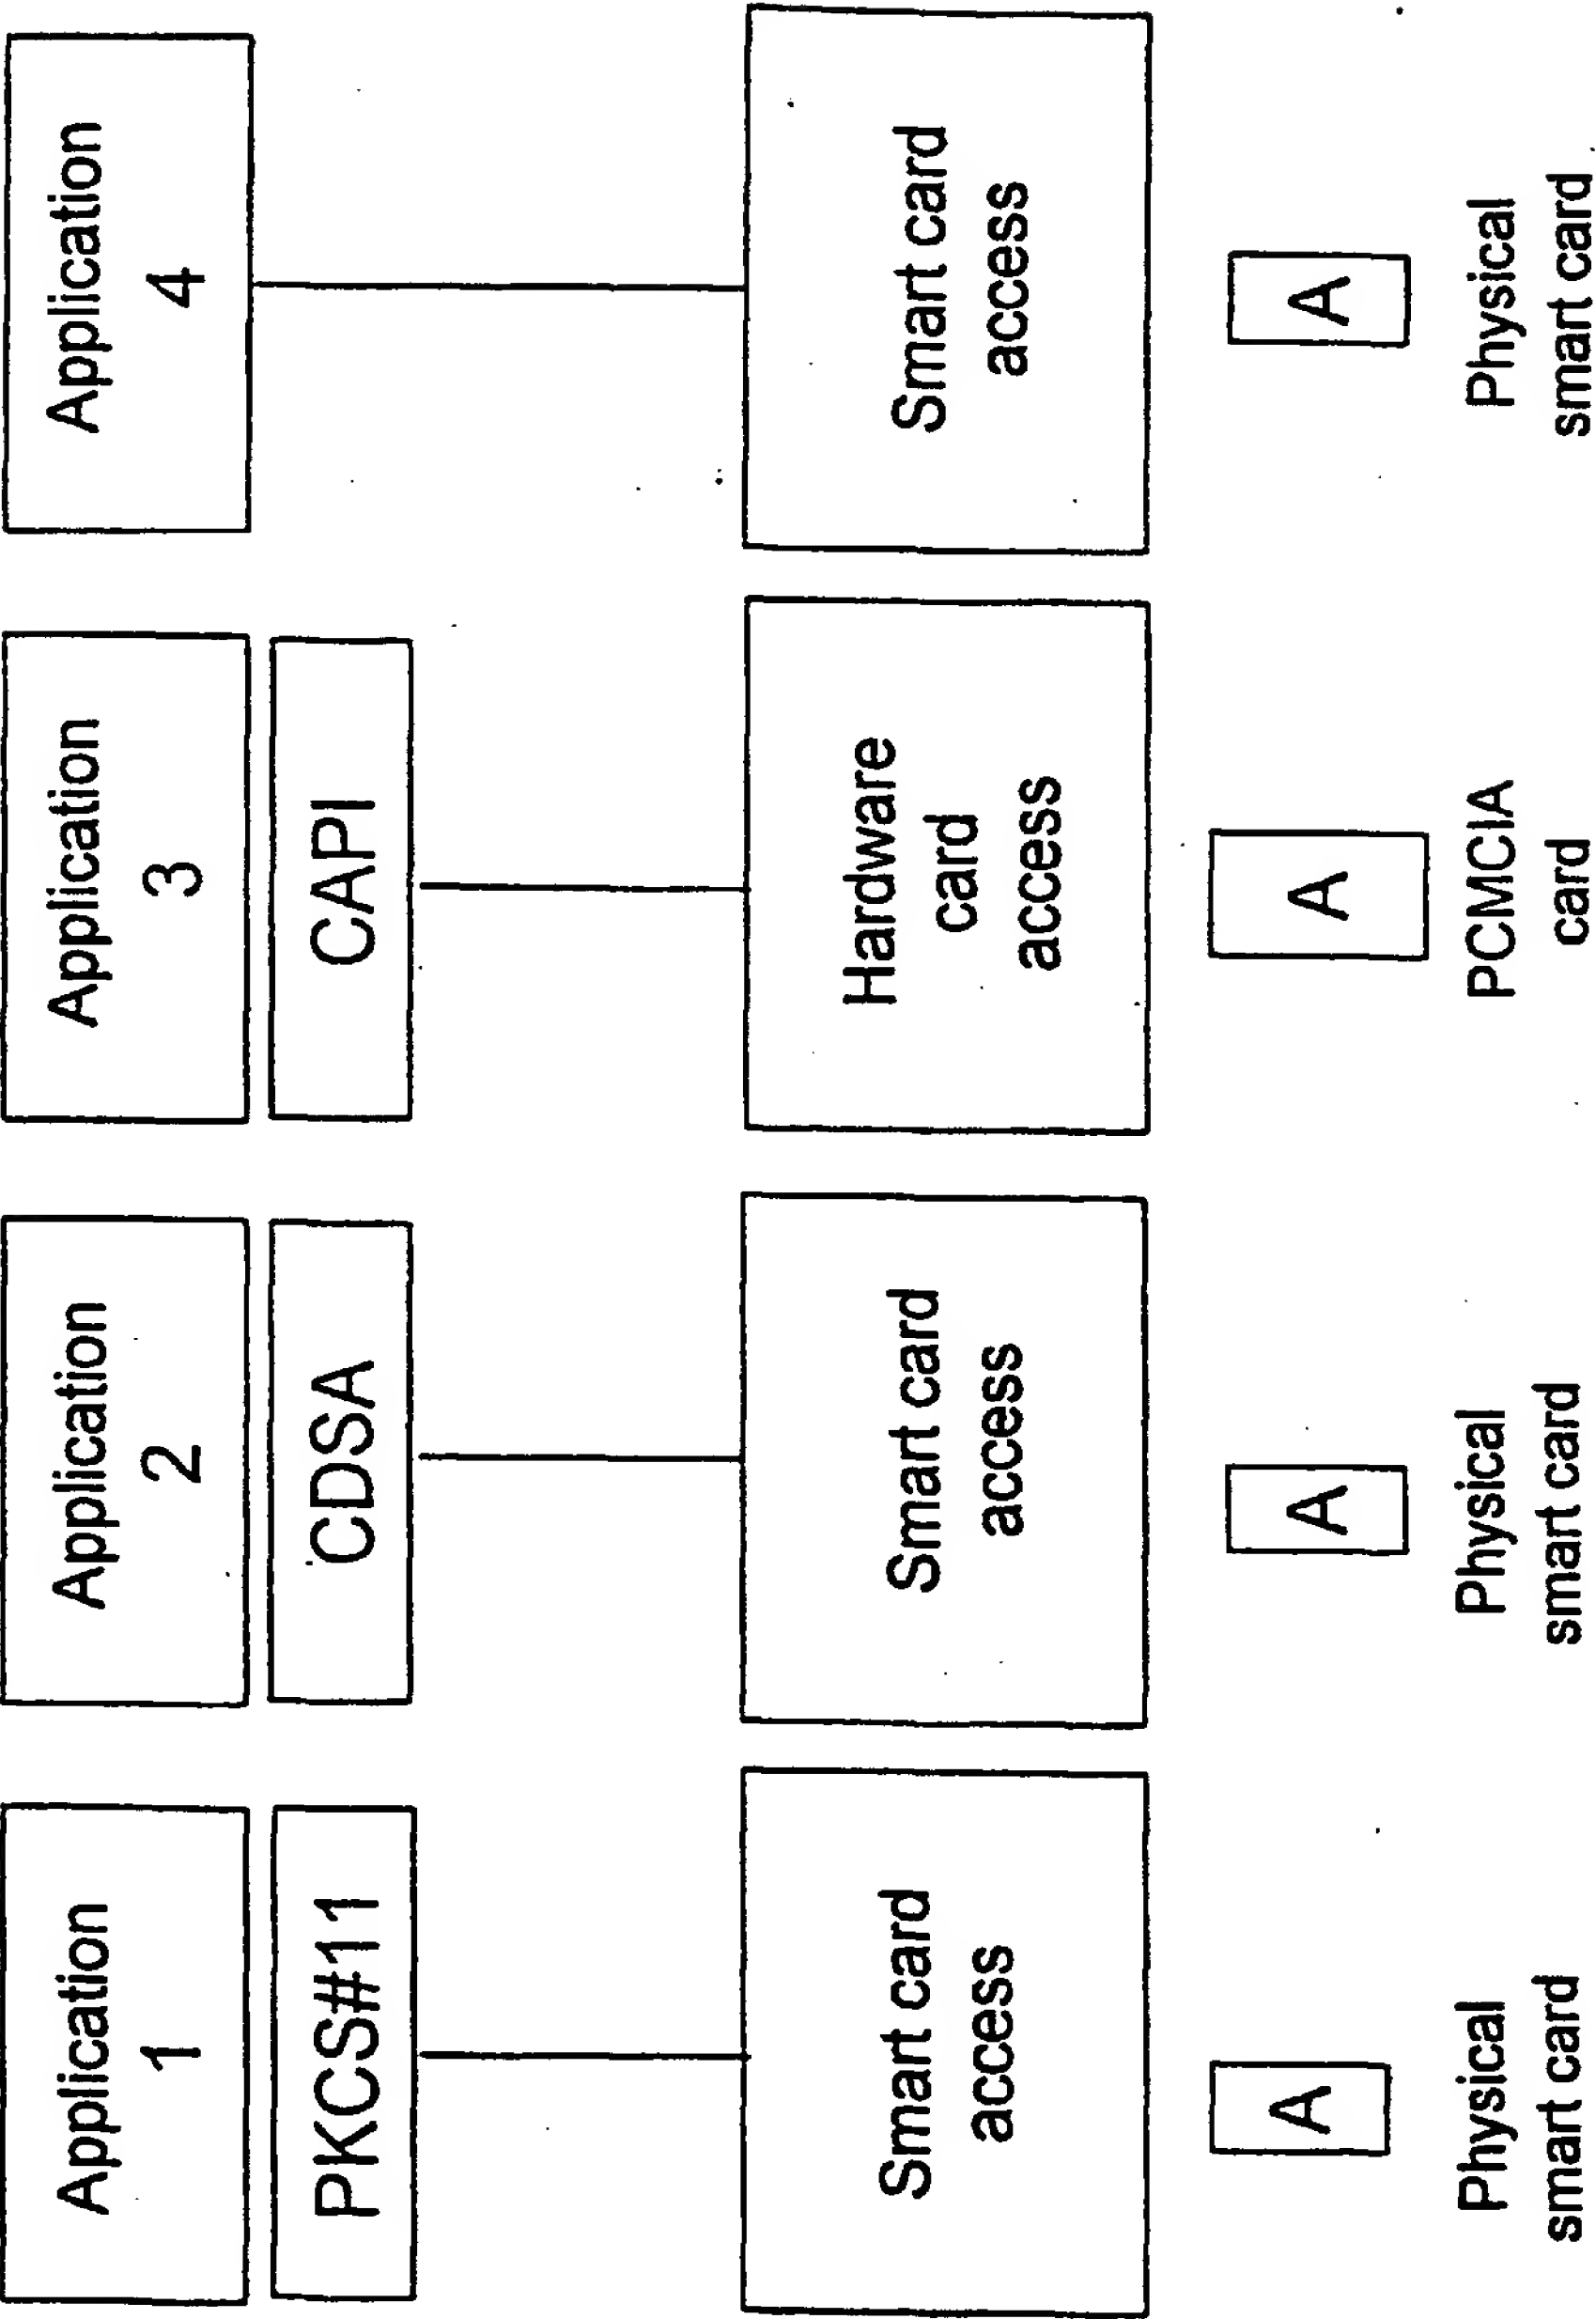 Application
1
PKCS#11
Smart card
access
A
Physical
smart card
Application
2
CDSA
Smart card
access
A
Physical
smart card
Application
3
CAPI
Hardware
card
access
A
PCMCIA
card
Application
4
Smart card
access
A
Physical
smart card